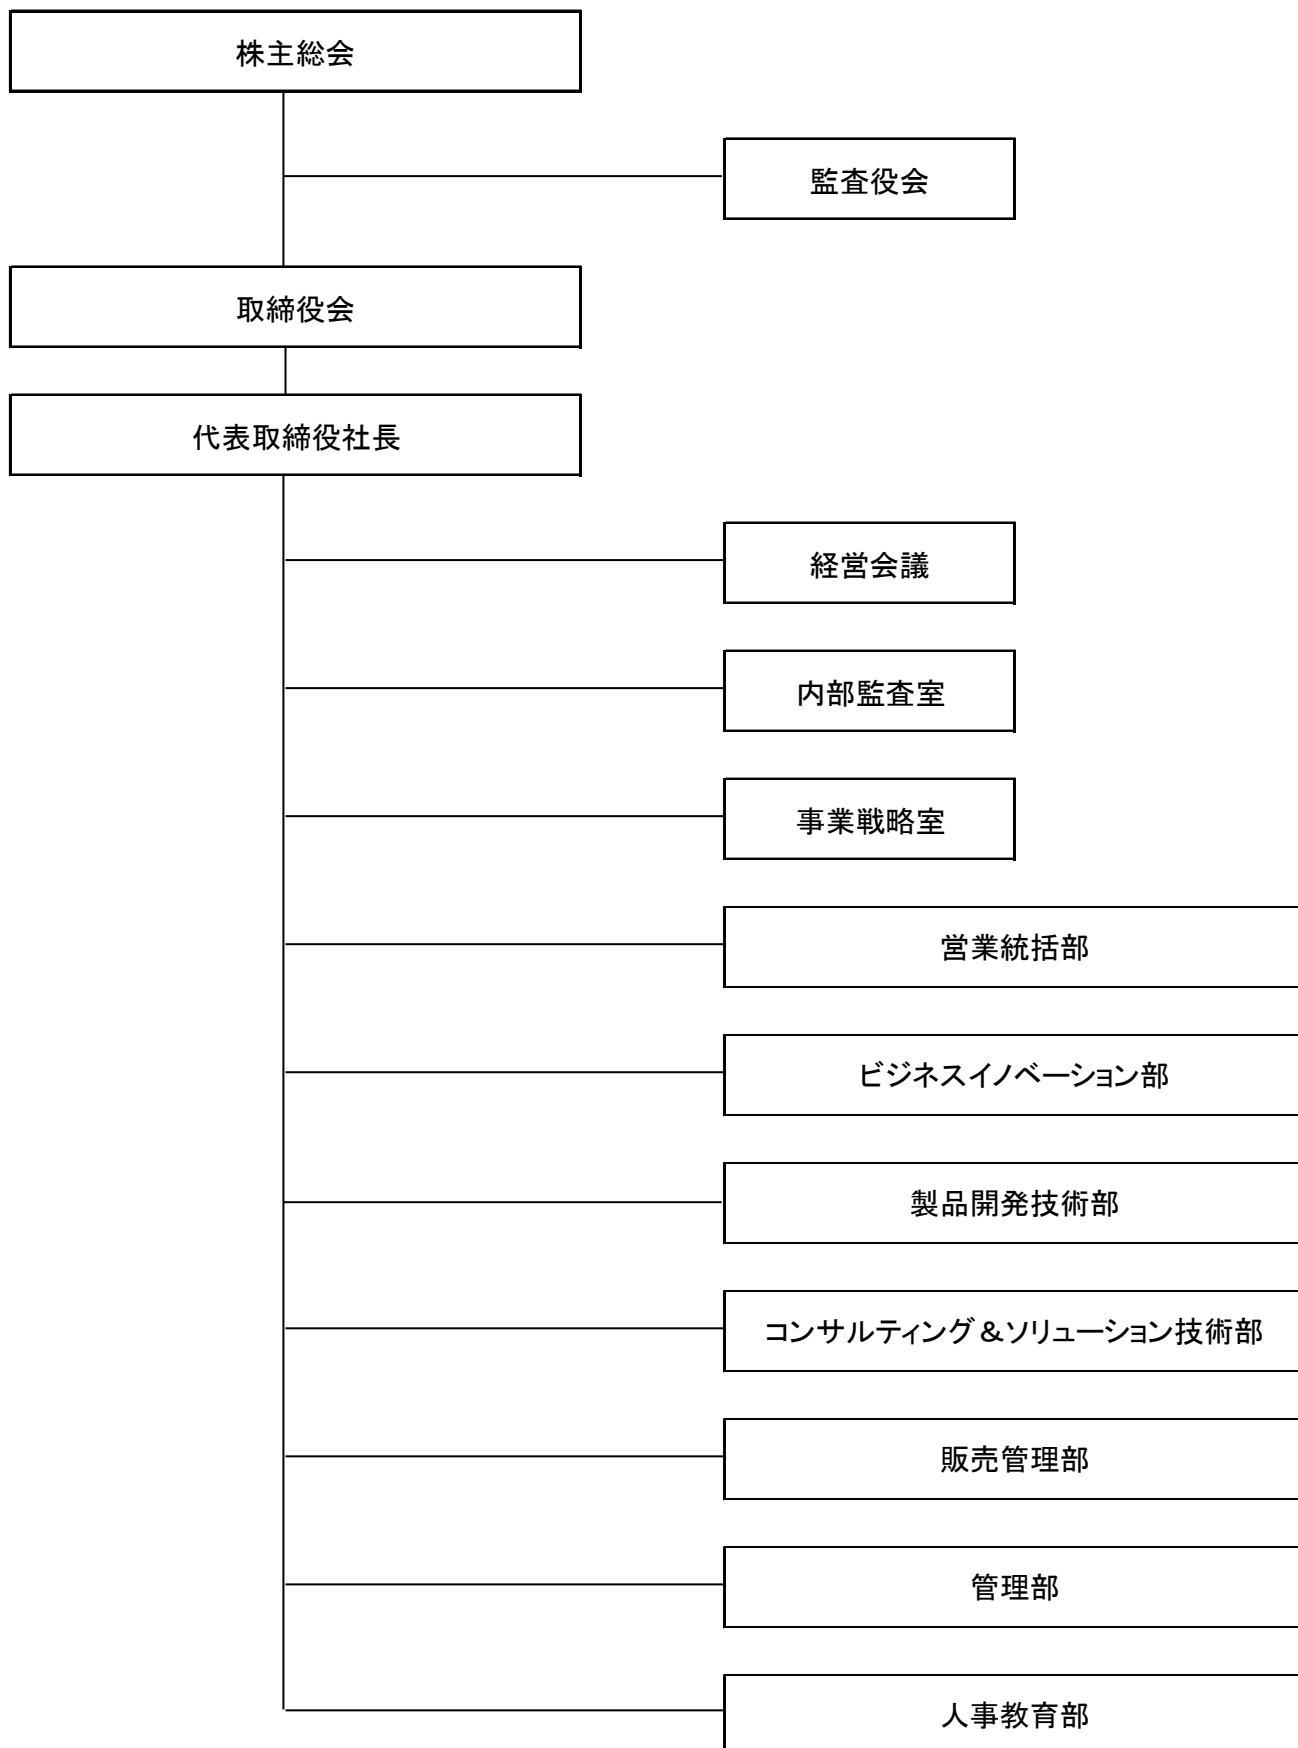 株主総会
監査役会
取締役会
代表取締役社長
経営会議
内部監査室
事業戦略室
営業統括部
ビジネスイノベーション部
製品開発技術部
コンサルティング＆ソリューション技術部
販売管理部
管理部
人事教育部